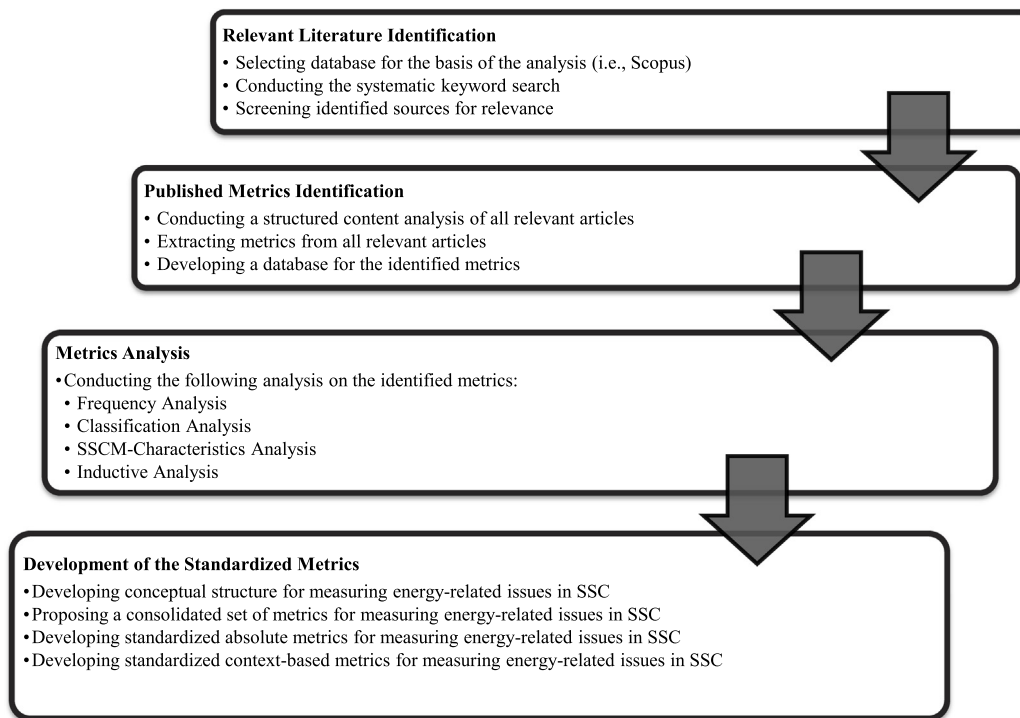 Relevant Literature Identification
• Selecting database for the basis of the analysis (i.e., Scopus)
• Conducting the systematic keyword search
• Screening identified sources for relevance
Published Metrics Identification
• Conducting a structured content analysis of all relevant articles
• Extracting metrics from all relevant articles
• Developing a database for the identified metrics
Metrics Analysis
•Conducting the following analysis on the identified metrics:
• Frequency Analysis
• Classification Analysis
• SSCM-Characteristics Analysis
• Inductive Analysis
Development of the Standardized Metrics
•Developing conceptual structure for measuring energy-related issues in SSC
•Proposing a consolidated set of metrics for measuring energy-related issues in SSC
•Developing standardized absolute metrics for measuring energy-related issues in SSC
•Developing standardized context-based metrics for measuring energy-related issues in SSC